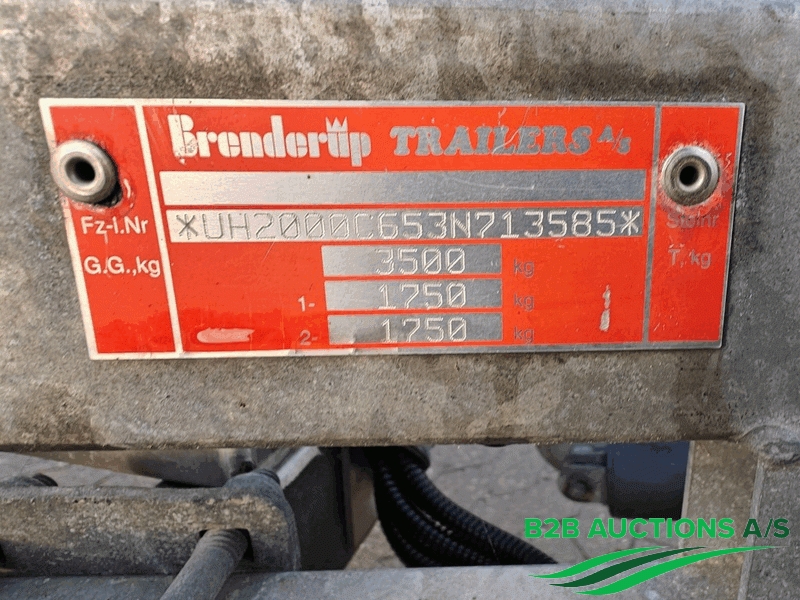 Brenderup TRAILERS A/S
Fz-I.Nr *UH2000C653N713585*
G.G.,kg 3500 kg T, kg
1- 1750 kg
2- 1750 kg
B2B AUCTIONS A/S